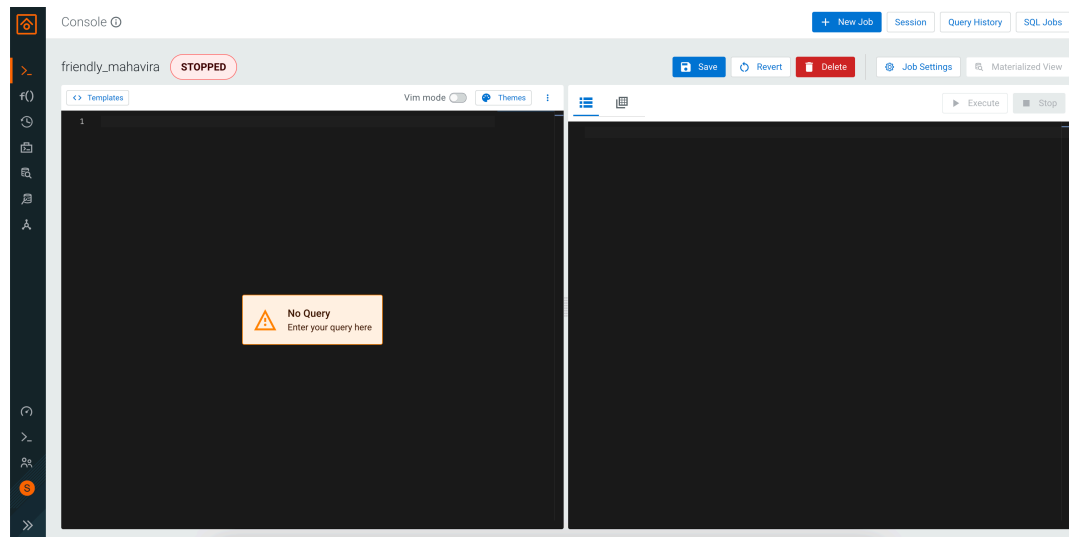 Console
+ New Job
Session
Query History
SQL Jobs
friendly_mahavira
STOPPED
Save
Revert
Delete
Job Settings
Materialized View
>_
f()
<> Templates
Vim mode
Themes
Execute
Stop
1
No Query
Enter your query here
>_
S